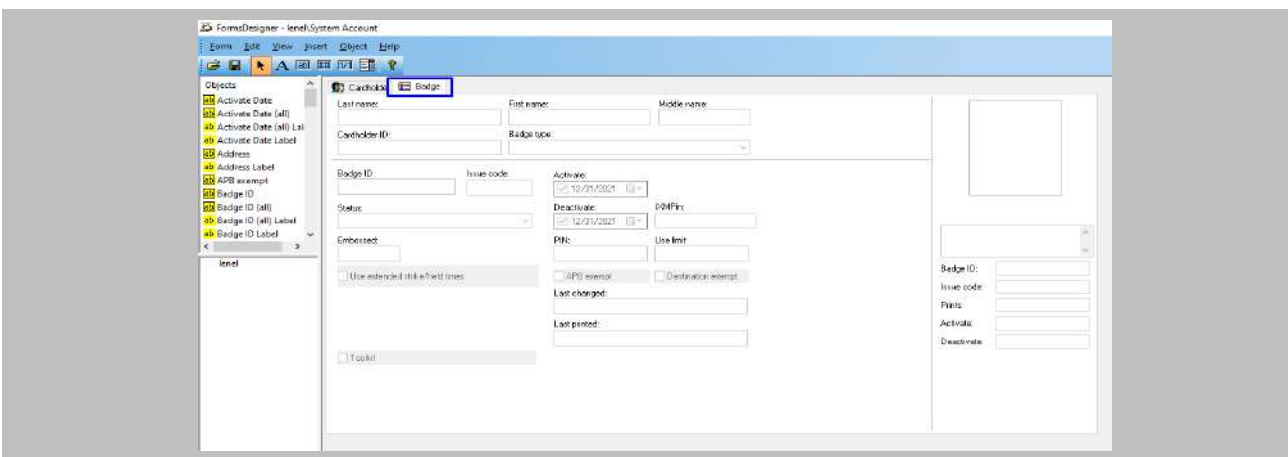 FormsDesigner - lenel\System Account
Form Edit View Insert Object Help
Objects
Activate Date
Activate Date (all)
Activate Date (all) Lal
Activate Date Label
Address
Address Label
APB exempt
Badge ID
Badge ID (all)
Badge ID (all) Label
Badge ID Label
lenel
Cardholde Badge
Last name: First name: Middle name:
Cardholder ID: Badge type:
Badge ID: Issue code: Activate:
12/31/2021
Status: Deactivate: IXMPin:
12/31/2021
Embossed: PIN: Use limit:
Use extended strike/held times APB exempt Destination exempt
Last changed:
Last printed:
Toolkit
Badge ID:
Issue code:
Prints:
Activate:
Deactivate: